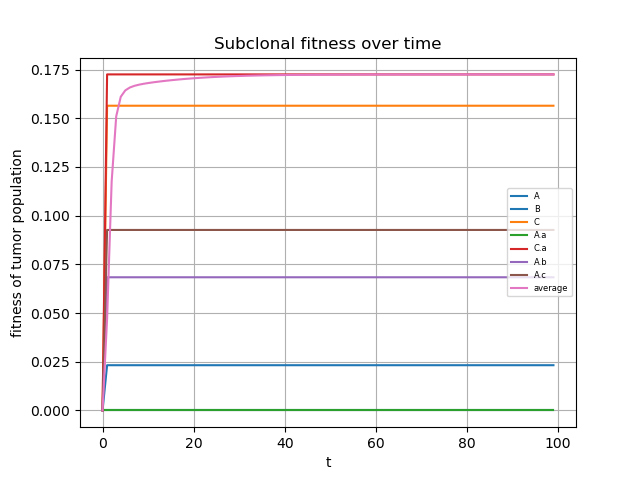 Subclonal fitness over time
fitness of tumor population
0.175
0.150
0.125
0.100
0.075
0.050
0.025
0.000
A
B
C
A.a
C.a
A.b
A.c
average
0
20
40
60
80
100
t